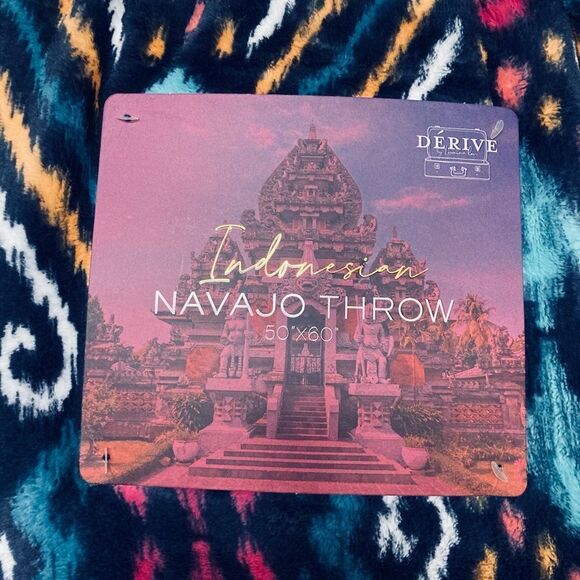 DÉRIVE
Indonesian
NAVAJO THROW
50"X60"